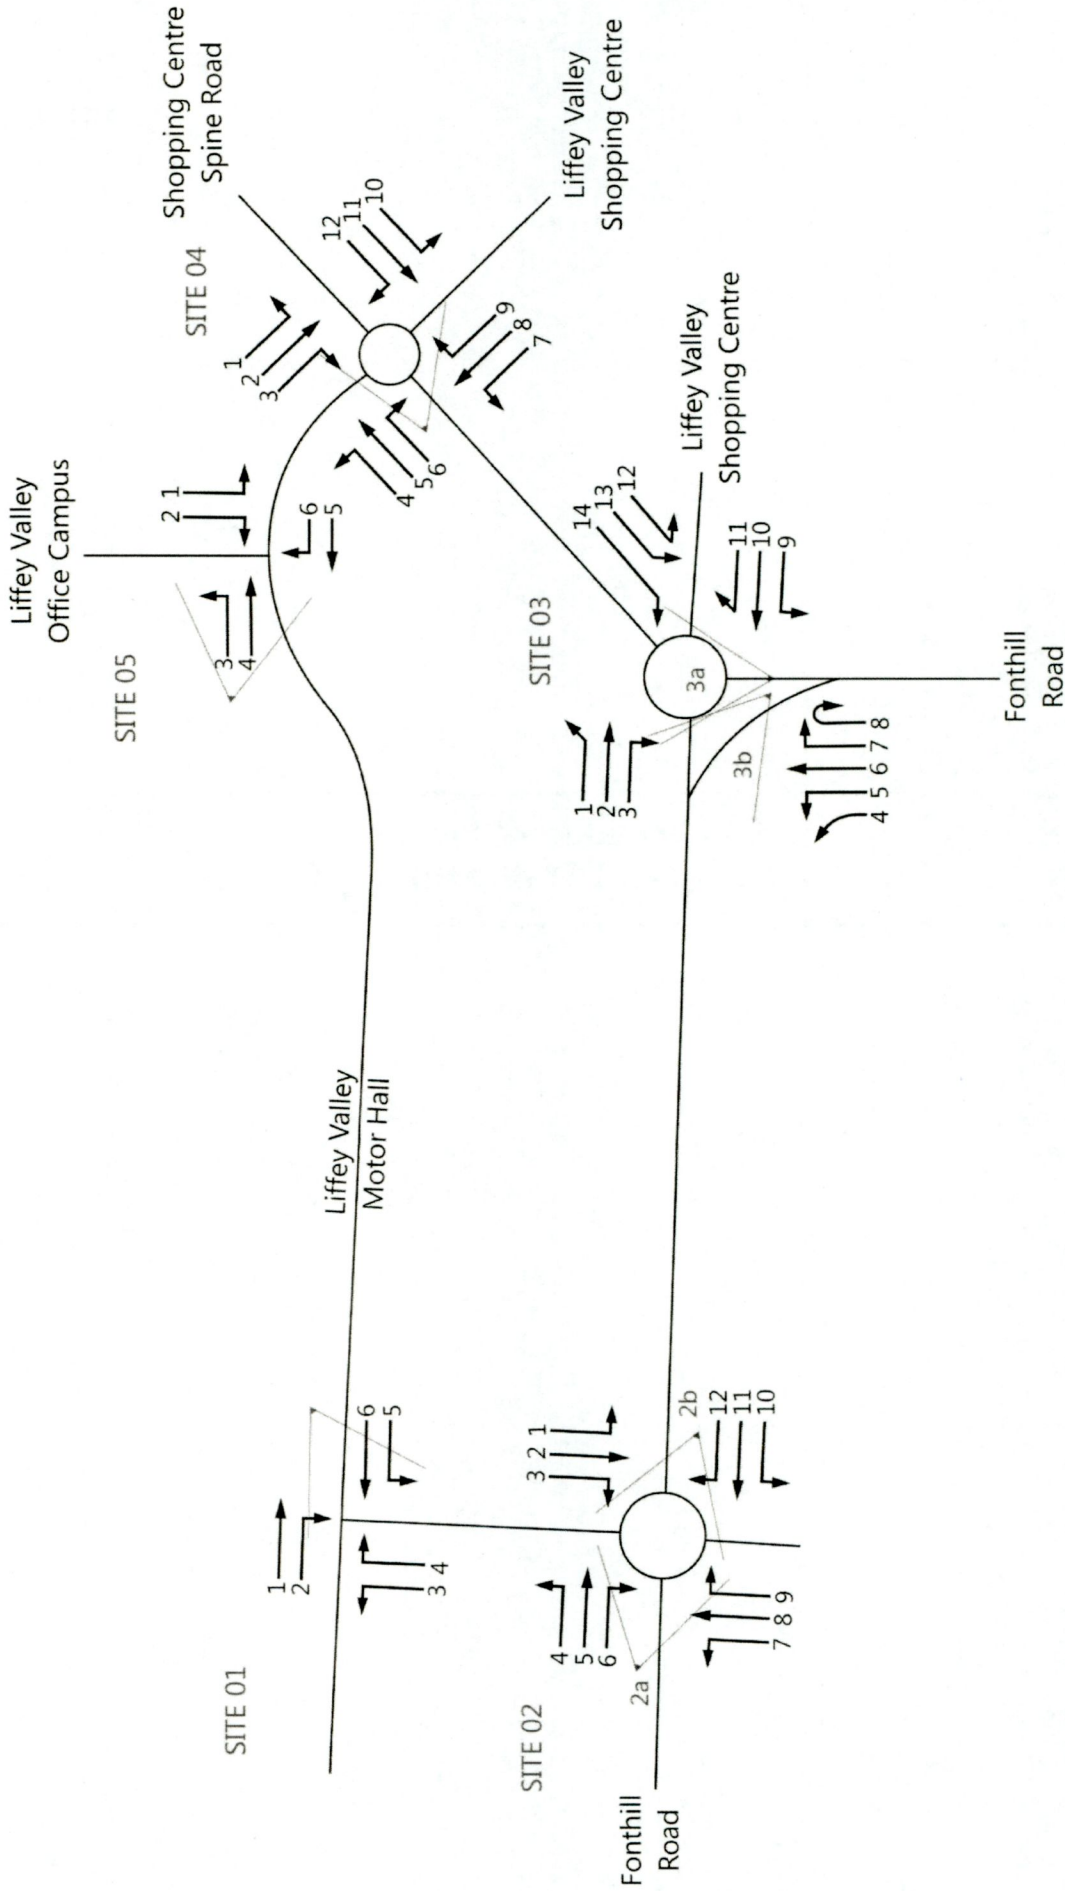 SITE 01
1
2
3
4
5
6
Liffey Valley
Motor Hall
SITE 05
Liffey Valley
Office Campus
1
2
3
4
5
6
SITE 04
Shopping Centre
Spine Road
1
2
3
4
5
6
7
8
9
10
11
12
Liffey Valley
Shopping Centre
SITE 02
Fonthill
Road
2a
2b
1
2
3
4
5
6
7
8
9
10
11
12
SITE 03
3a
3b
1
2
3
4
5
6
7
8
9
10
11
12
13
14
Liffey Valley
Shopping Centre
Fonthill
Road